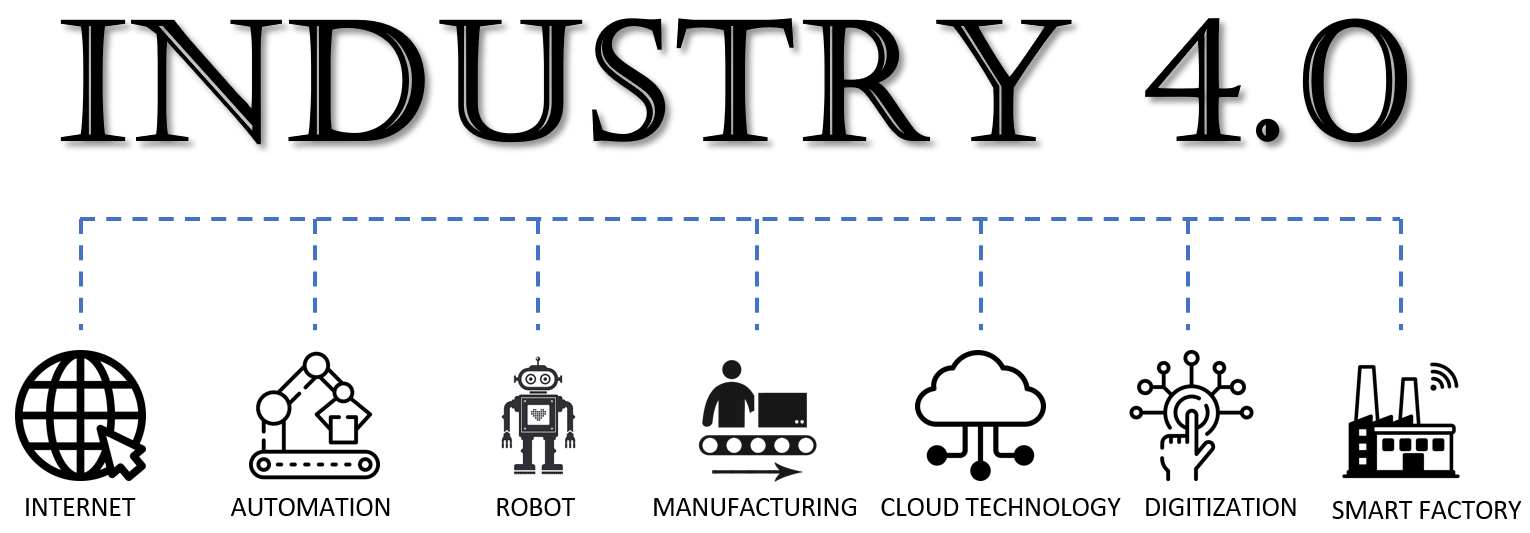 INDUSTRY 4.0
INTERNET
AUTOMATION
ROBOT
MANUFACTURING
CLOUD TECHNOLOGY
DIGITIZATION
SMART FACTORY